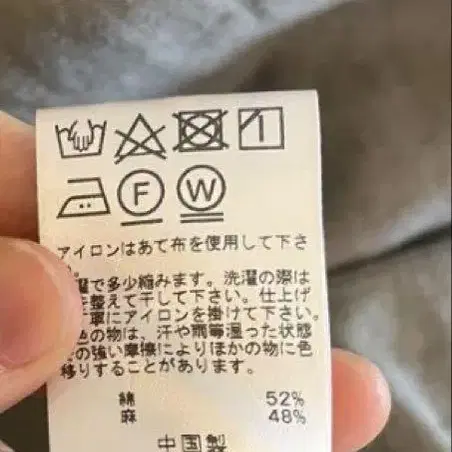 F W
アイロンはあて布を使用して下さ
。
で多少縮みます。洗濯の際は
を整えて干して下さい。仕上げ
にアイロンを掛けて下さい。
色の物は、汗や雨等湿った状態
の強い摩擦によりほかの物に色
移りすることがあります。
綿 52%
麻 48%
中国製